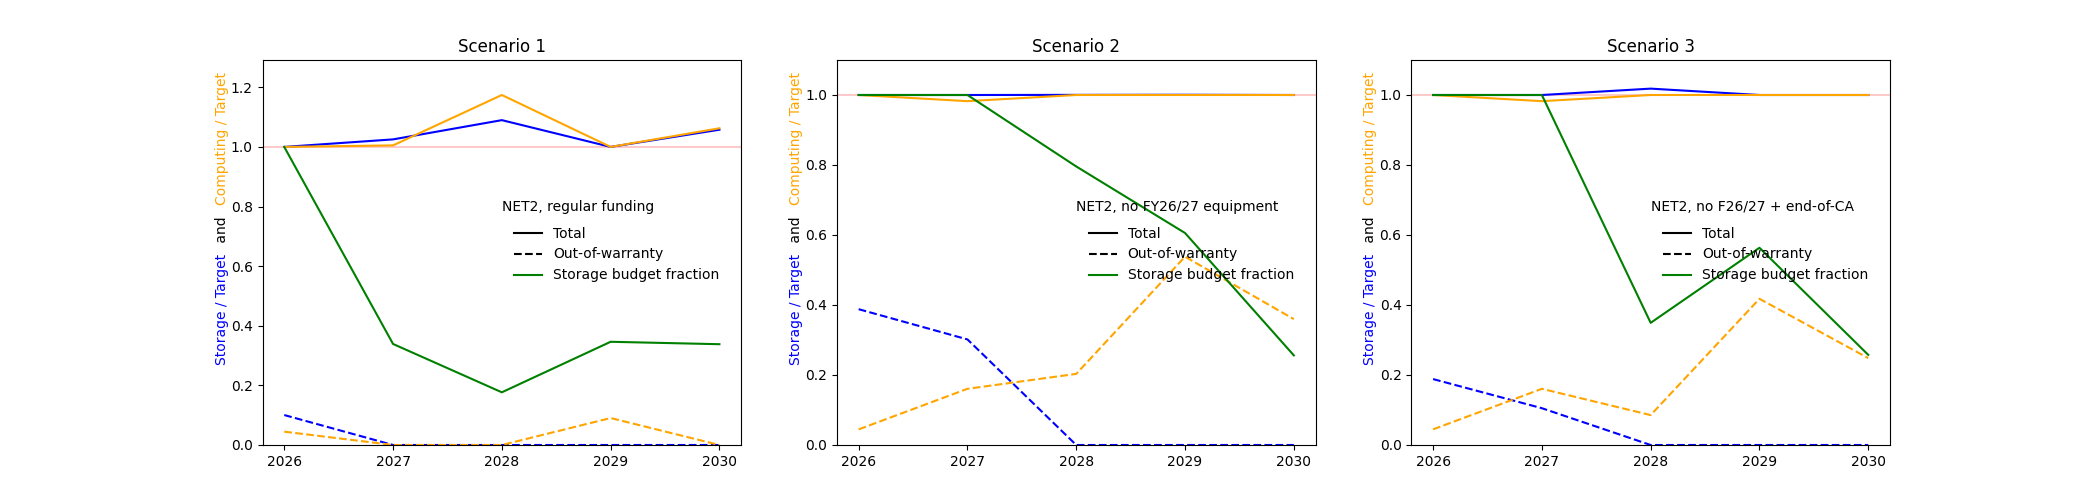 Scenario 1
Storage / Target and Computing / Target
1.2
1.0
0.8
0.6
0.4
0.2
0.0
NET2, regular funding
Total
Out-of-warranty
Storage budget fraction
2026 2027 2028 2029 2030
Scenario 2
Storage / Target and Computing / Target
1.0
0.8
0.6
0.4
0.2
0.0
NET2, no FY26/27 equipment
Total
Out-of-warranty
Storage budget fraction
2026 2027 2028 2029 2030
Scenario 3
Storage / Target and Computing / Target
1.0
0.8
0.6
0.4
0.2
0.0
NET2, no F26/27 + end-of-CA
Total
Out-of-warranty
Storage budget fraction
2026 2027 2028 2029 2030